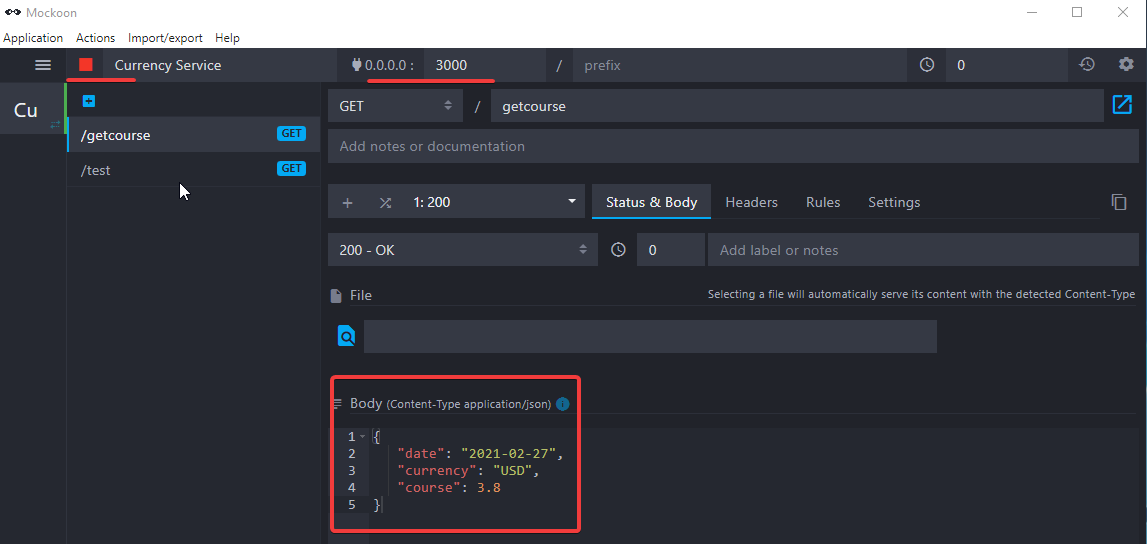 Mockoon
Application Actions Import/export Help
Currency Service 0.0.0.0 : 3000 / prefix 0
Cu
GET / getcourse
/getcourse GET
Add notes or documentation
/test GET
1: 200 Status & Body Headers Rules Settings
200 - OK 0 Add label or notes
File Selecting a file will automatically serve its content with the detected Content-Type
Body (Content-Type application/json)
1 {
2 "date": "2021-02-27",
3 "currency": "USD",
4 "course": 3.8
5 }